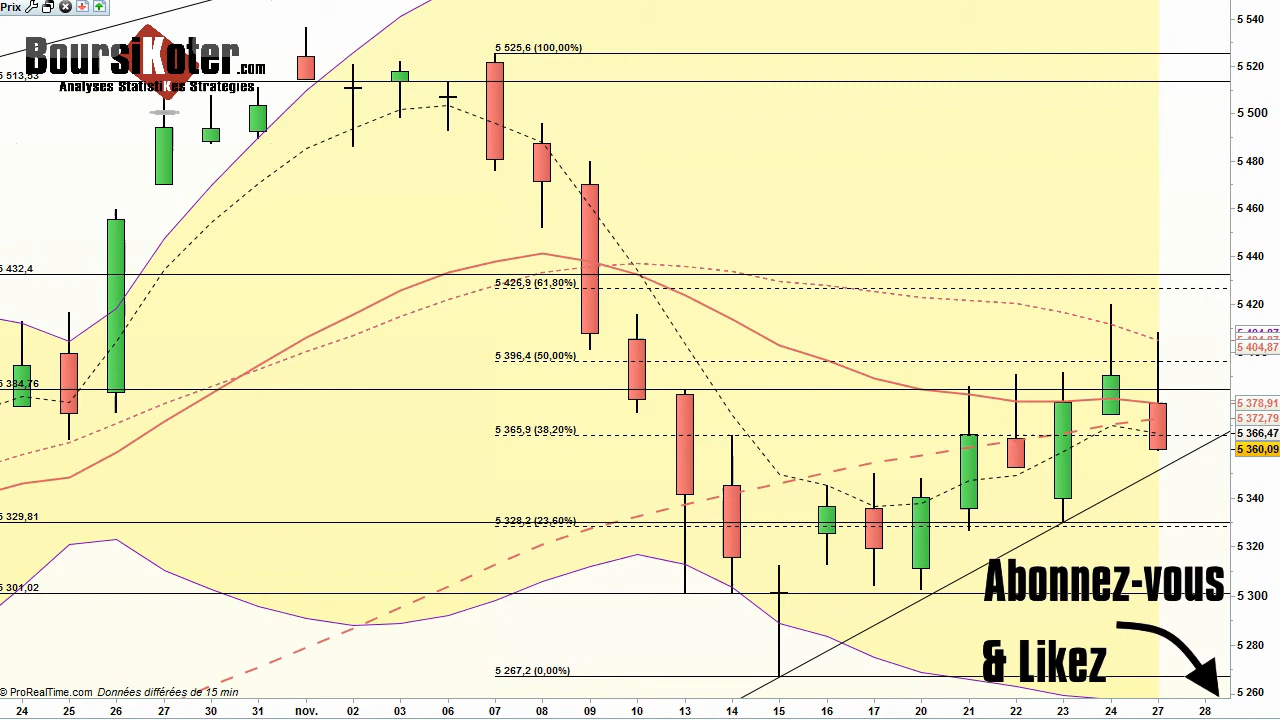 Prix
BoursiKoter.com
Analyses StatistiKes Strategies
5 513,53
5 432,4
5 384,76
5 329,81
5 301,02
5 525,6 (100,00%)
5 426,9 (61,80%)
5 396,4 (50,00%)
5 365,9 (38,20%)
5 328,2 (23,60%)
5 267,2 (0,00%)
5 540
5 520
5 500
5 480
5 460
5 440
5 420
5 404,87
5 378,91
5 372,79
5 366,47
5 360,09
5 340
5 320
5 300
5 280
5 260
Abonnez-vous
& Likez
© ProRealTime.com Données différées de 15 min
24 25 26 27 30 31 nov. 02 03 06 07 08 09 10 13 14 15 16 17 20 21 22 23 24 27 28